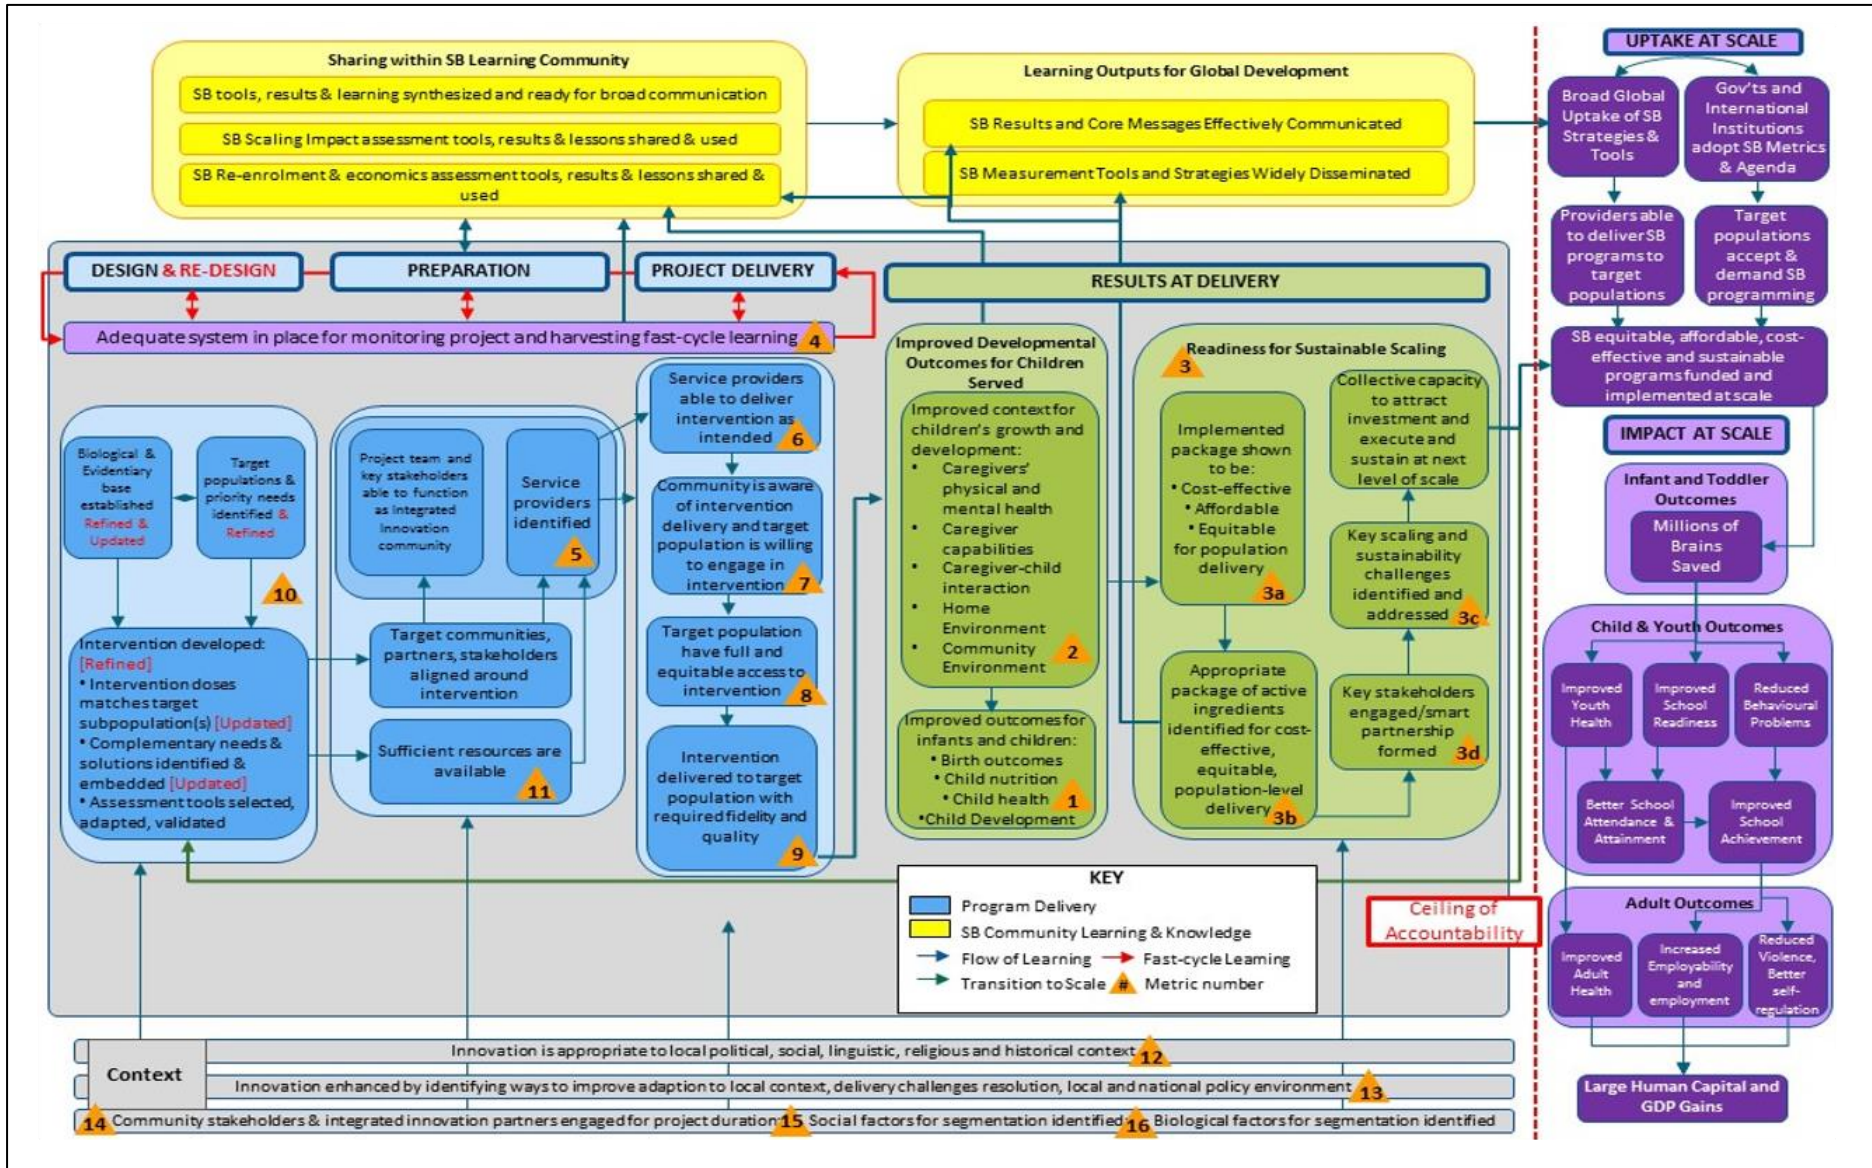 Sharing within SB Learning Community
SB tools, results & learning synthesized and ready for broad communication
SB Scaling Impact assessment tools, results & lessons shared & used
SB Re-enrolment & economics assessment tools, results & lessons shared &
used
Learning Outputs for Global Development
SB Results and Core Messages Effectively Communicated
SB Measurement Tools and Strategies Widely Disseminated
DESIGN & RE-DESIGN
PREPARATION
PROJECT DELIVERY
RESULTS AT DELIVERY
Adequate system in place for monitoring project and harvesting fast-cycle learning
4
Biological &
Evidentiary
base
established
Refined &
Updated
Target
populations &
priority needs
identified &
Refined
10
Intervention developed:
[Refined]
• Intervention doses
matches target
subpopulation(s) [Updated]
• Complementary needs &
solutions identified &
embedded [Updated]
• Assessment tools selected,
adapted, validated
Project team and
key stakeholders
able to function
as Integrated
Innovation
community
Service
providers
identified
5
Target communities,
partners, stakeholders
aligned around
intervention
Sufficient resources are
available
11
Service providers
able to deliver
intervention as
intended
6
Community is aware
of intervention
delivery and target
population is willing
to engage in
intervention
7
Target population
have full and
equitable access to
intervention
8
Intervention
delivered to target
population with
required fidelity and
quality
9
Improved Developmental
Outcomes for Children
Served
Improved context for
children's growth and
development:
• Caregivers'
physical and
mental health
• Caregiver
capabilities
• Caregiver-child
interaction
• Home
Environment
• Community
Environment
2
Improved outcomes for
infants and children:
• Birth outcomes
• Child nutrition
• Child health
•Child Development
1
Readiness for Sustainable Scaling
3
Implemented
package shown
to be:
• Cost-effective
• Affordable
• Equitable
for population
delivery
3a
Appropriate
package of active
ingredients
identified for cost-
effective,
equitable,
population-level
delivery
3b
Collective capacity
to attract
investment and
execute and
sustain at next
level of scale
Key scaling and
sustainability
challenges
identified and
addressed
3c
Key stakeholders
engaged/smart
partnership
formed
3d
KEY
Program Delivery
SB Community Learning & Knowledge
Flow of Learning
Fast-cycle Learning
Transition to Scale
# Metric number
Ceiling of
Accountability
Context
Innovation is appropriate to local political, social, linguistic, religious and historical context
12
Innovation enhanced by identifying ways to improve adaption to local context, delivery challenges resolution, local and national policy environment
13
14 Community stakeholders & integrated innovation partners engaged for project duration 15 Social factors for segmentation identified 16 Biological factors for segmentation identified
UPTAKE AT SCALE
Broad Global
Uptake of SB
Strategies &
Tools
Gov'ts and
International
Institutions
adopt SB Metrics
& Agenda
Providers able
to deliver SB
programs to
target
populations
Target
populations
accept &
demand SB
programming
SB equitable, affordable, cost-
effective and sustainable
programs funded and
implemented at scale
IMPACT AT SCALE
Infant and Toddler
Outcomes
Millions of
Brains
Saved
Child & Youth Outcomes
Improved
Youth
Health
Improved
School
Readiness
Reduced
Behavioural
Problems
Better School
Attendance &
Attainment
Improved
School
Achievement
Adult Outcomes
Improved
Adult
Health
Increased
Employability
and
employment
Reduced
Violence,
Better
self-
regulation
Large Human Capital and
GDP Gains